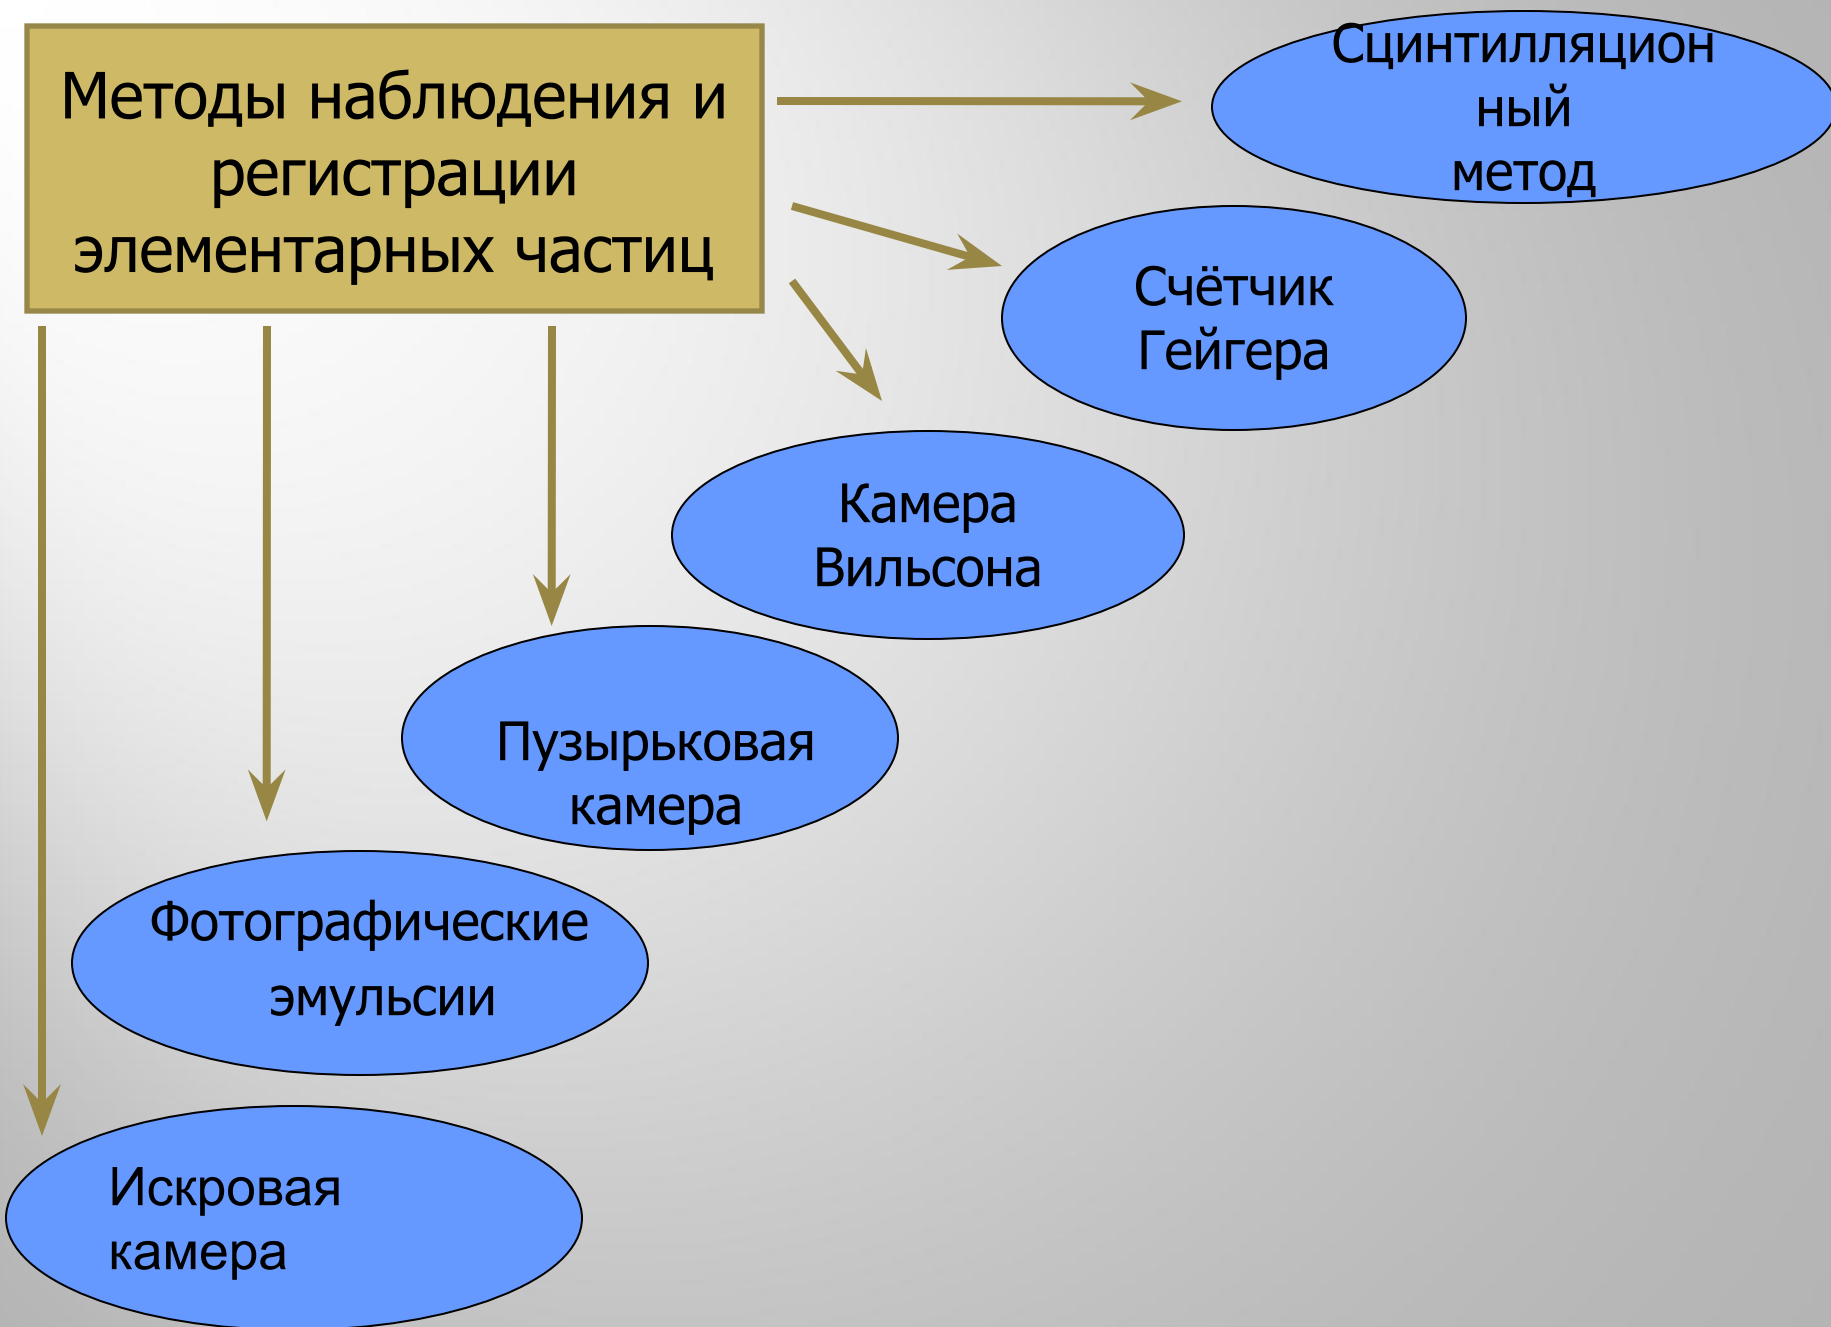 Методы наблюдения и
регистрации
элементарных частиц
Сцинтилляцион
ный
метод
Счётчик
Гейгера
Камера
Вильсона
Пузырьковая
камера
Фотографические
эмульсии
Искровая
камера